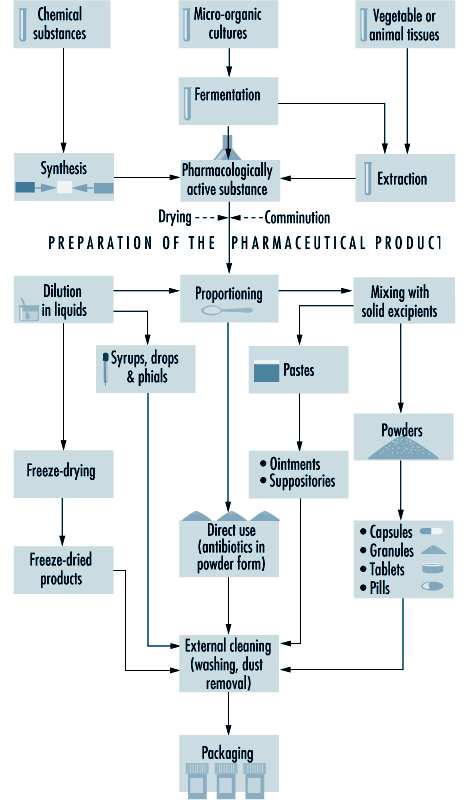 Chemical
substances
Micro-organic
cultures
Vegetable or
animal tissues
Fermentation
Synthesis
Pharmacologically
active substance
Extraction
Drying
Comminution
PREPARATION OF THE PHARMACEUTICAL PRODUCT
Dilution
in liquids
Proportioning
Mixing with
solid excipients
Syrups, drops
& phials
Pastes
Powders
Freeze-drying
• Ointments
• Suppositories
Direct use
(antibiotics in
powder form)
• Capsules
• Granules
• Tablets
• Pills
Freeze-dried
products
External cleaning
(washing, dust
removal)
Packaging